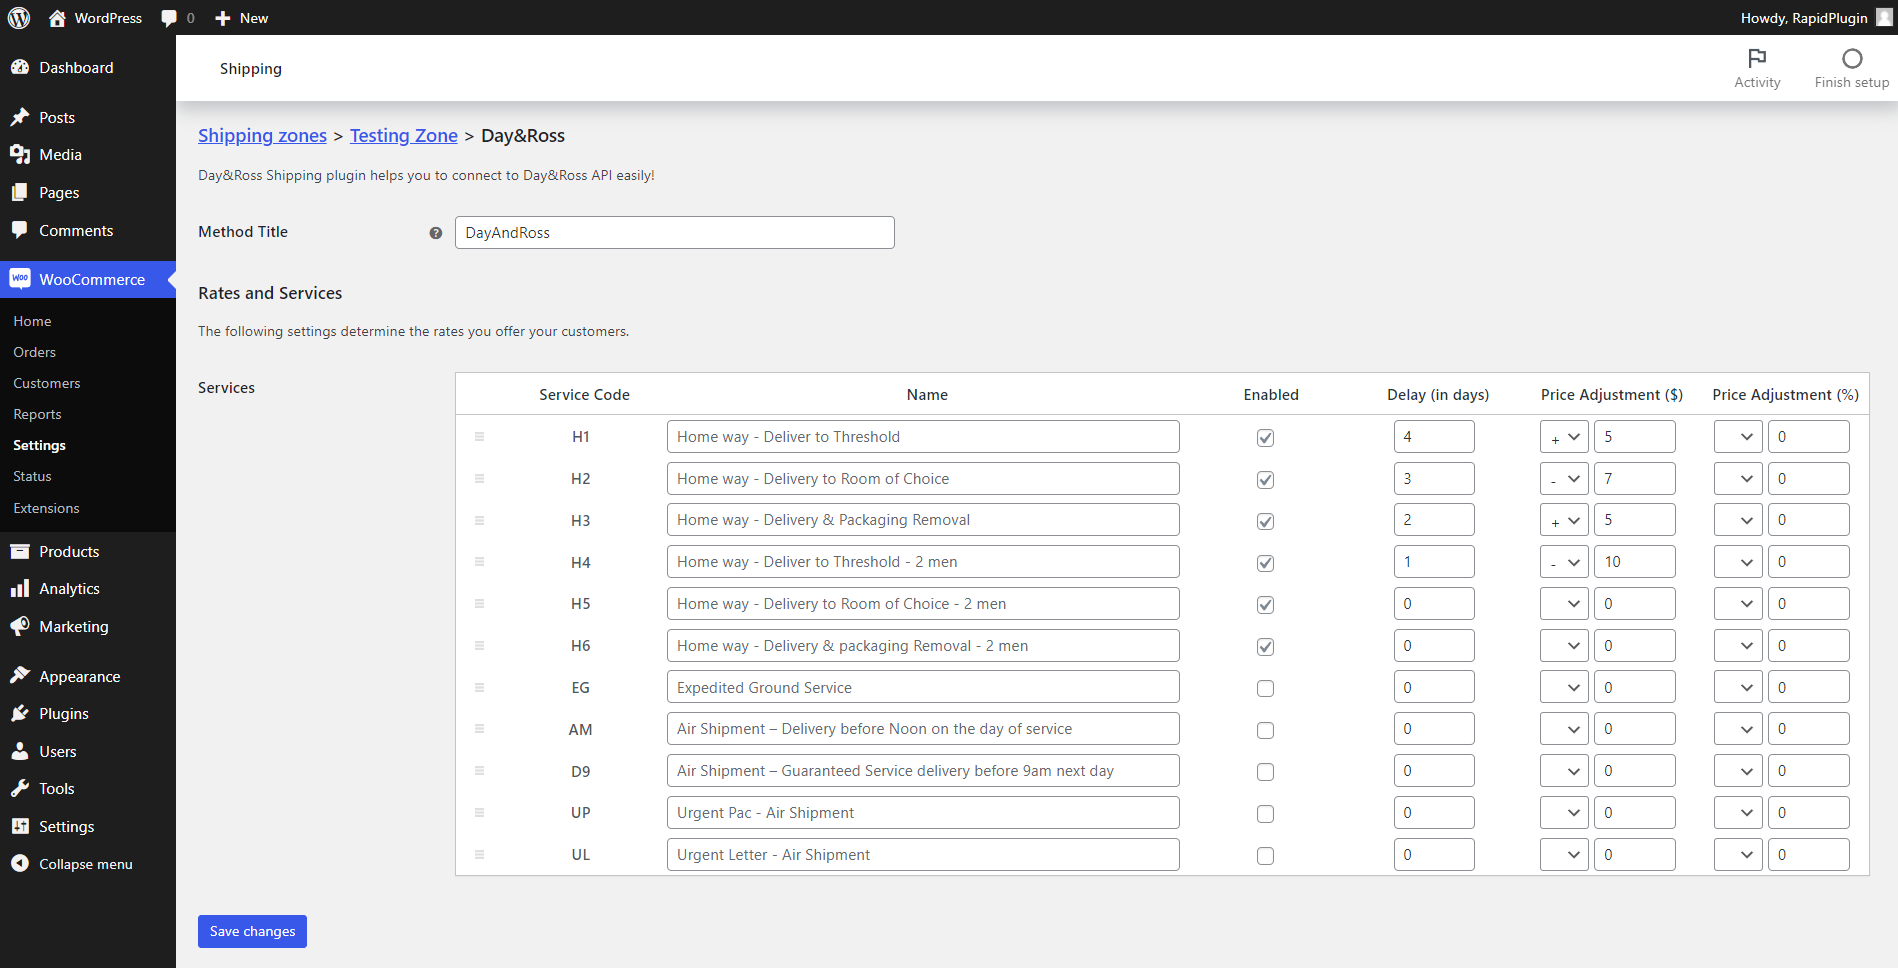 WordPress 0 New Howdy, RapidPlugin
Dashboard
Posts
Media
Pages
Comments
Woo WooCommerce
Home
Orders
Customers
Reports
Settings
Status
Extensions
Products
Analytics
Marketing
Appearance
Plugins
Users
Tools
Settings
Collapse menu
Shipping
Activity
Finish setup
Shipping zones > Testing Zone > Day&Ross
Day&Ross Shipping plugin helps you to connect to Day&Ross API easily!
Method Title ? DayAndRoss
Rates and Services
The following settings determine the rates you offer your customers.
Services
Service Code Name Enabled Delay (in days) Price Adjustment ($) Price Adjustment (%)
H1 Home way - Deliver to Threshold 4 + 5 0
H2 Home way - Delivery to Room of Choice 3 - 7 0
H3 Home way - Delivery & Packaging Removal 2 + 5 0
H4 Home way - Deliver to Threshold - 2 men 1 - 10 0
H5 Home way - Delivery to Room of Choice - 2 men 0 0 0
H6 Home way - Delivery & packaging Removal - 2 men 0 0 0
EG Expedited Ground Service 0 0 0
AM Air Shipment – Delivery before Noon on the day of service 0 0 0
D9 Air Shipment – Guaranteed Service delivery before 9am next day 0 0 0
UP Urgent Pac - Air Shipment 0 0 0
UL Urgent Letter - Air Shipment 0 0 0
Save changes